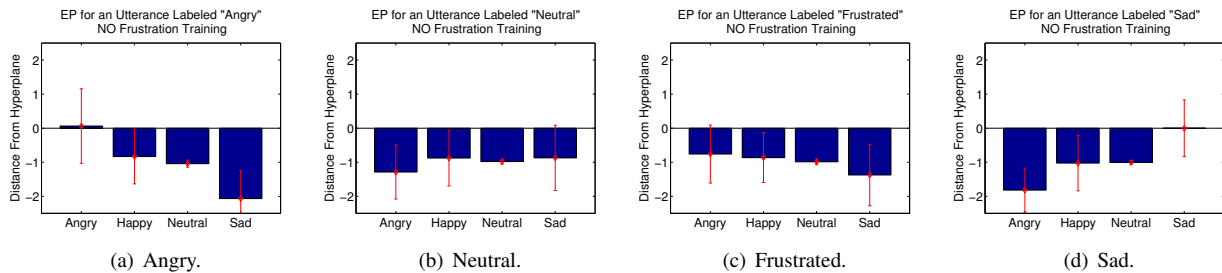 EP for an Utterance Labeled "Angry"
NO Frustration Training
Distance From Hyperplane
2
1
0
−1
−2
Angry Happy Neutral Sad
(a) Angry.
EP for an Utterance Labeled "Neutral"
NO Frustration Training
Distance From Hyperplane
2
1
0
−1
−2
Angry Happy Neutral Sad
(b) Neutral.
EP for an Utterance Labeled "Frustrated"
NO Frustration Training
Distance From Hyperplane
2
1
0
−1
−2
Angry Happy Neutral Sad
(c) Frustrated.
EP for an Utterance Labeled "Sad"
NO Frustration Training
Distance From Hyperplane
2
1
0
−1
−2
Angry Happy Neutral Sad
(d) Sad.